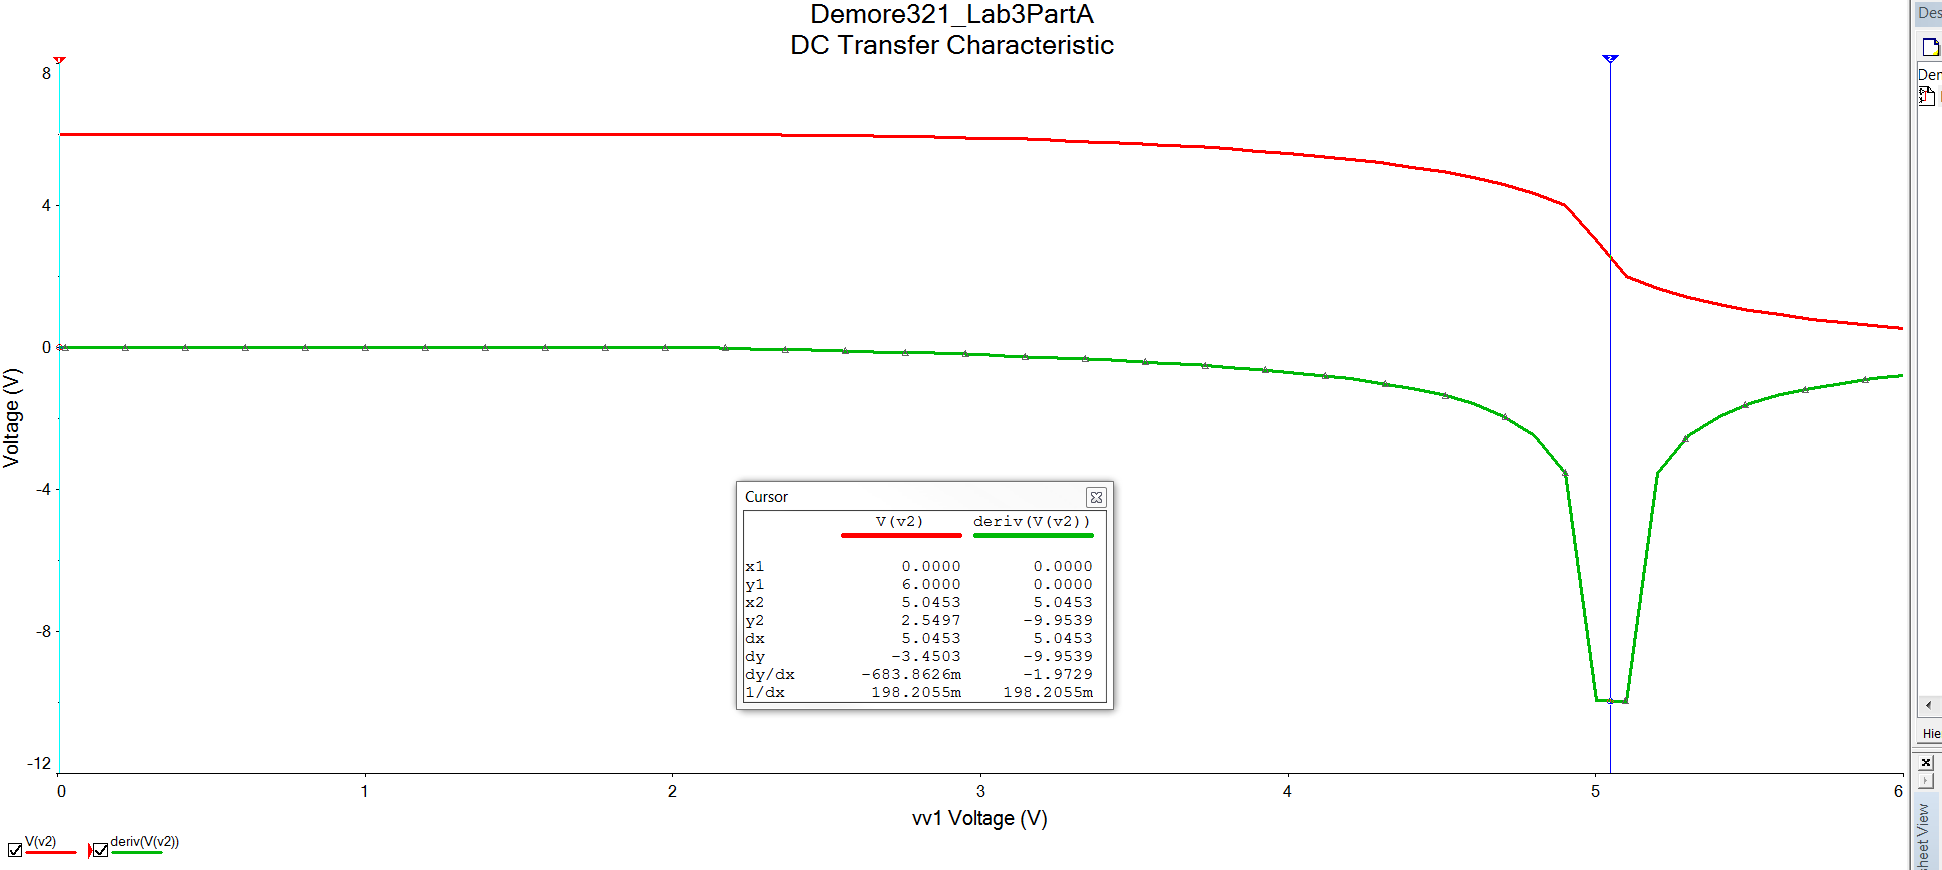 Demore321_Lab3PartA
DC Transfer Characteristic
8
4
0
-4
-8
-12
Voltage (V)
0 1 2 3 4 5 6
vv1 Voltage (V)
Cursor
V(v2) deriv(V(v2))
x1 0.0000 0.0000
y1 6.0000 0.0000
x2 5.0453 5.0453
y2 2.5497 -9.9539
dx 5.0453 5.0453
dy -3.4503 -9.9539
dy/dx -683.8626m -1.9729
1/dx 198.2055m 198.2055m
V(v2) deriv(V(v2))
Des
Der
Hie
heet View